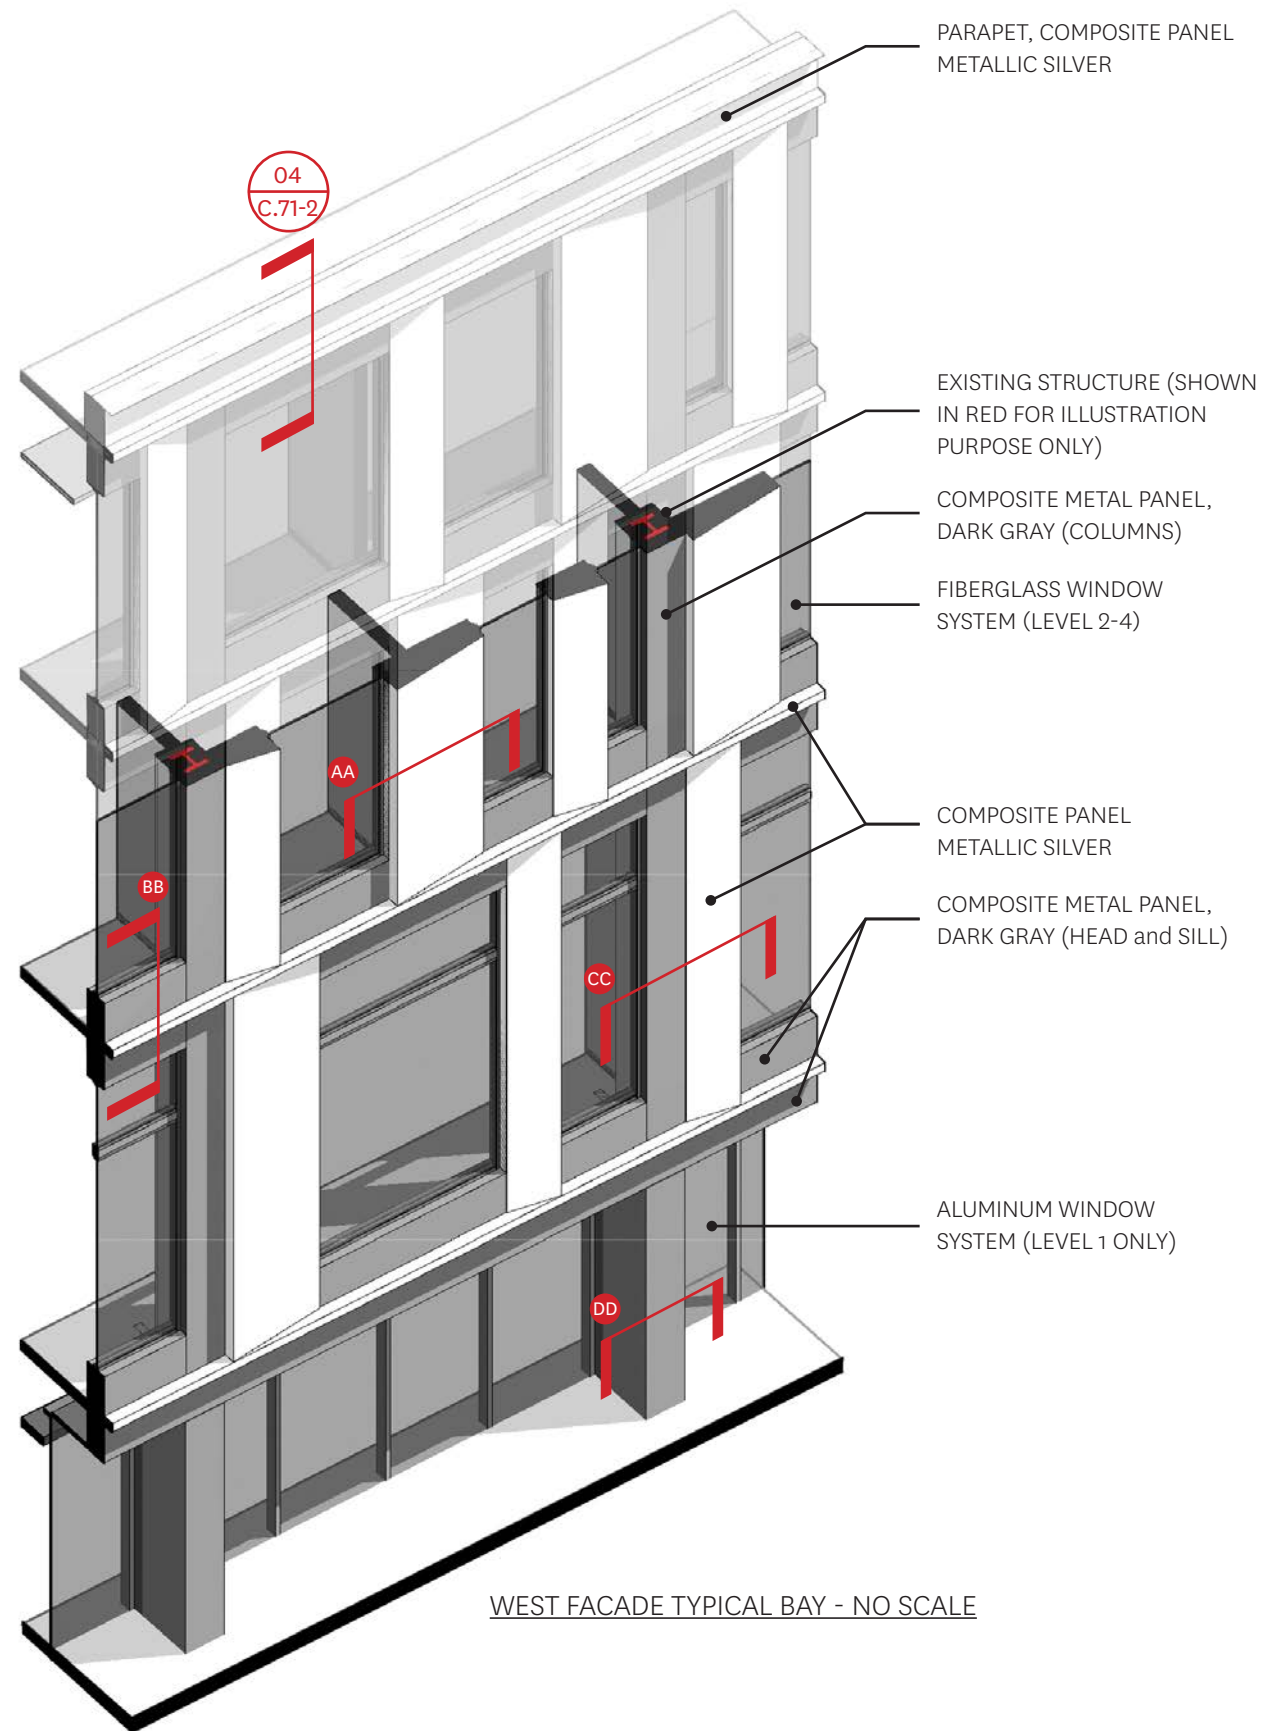 PARAPET, COMPOSITE PANEL
METALLIC SILVER
04
C.71-2
EXISTING STRUCTURE (SHOWN
IN RED FOR ILLUSTRATION
PURPOSE ONLY)
COMPOSITE METAL PANEL,
DARK GRAY (COLUMNS)
FIBERGLASS WINDOW
SYSTEM (LEVEL 2-4)
AA
COMPOSITE PANEL
METALLIC SILVER
BB
COMPOSITE METAL PANEL,
DARK GRAY (HEAD and SILL)
CC
ALUMINUM WINDOW
SYSTEM (LEVEL 1 ONLY)
DD
WEST FACADE TYPICAL BAY - NO SCALE